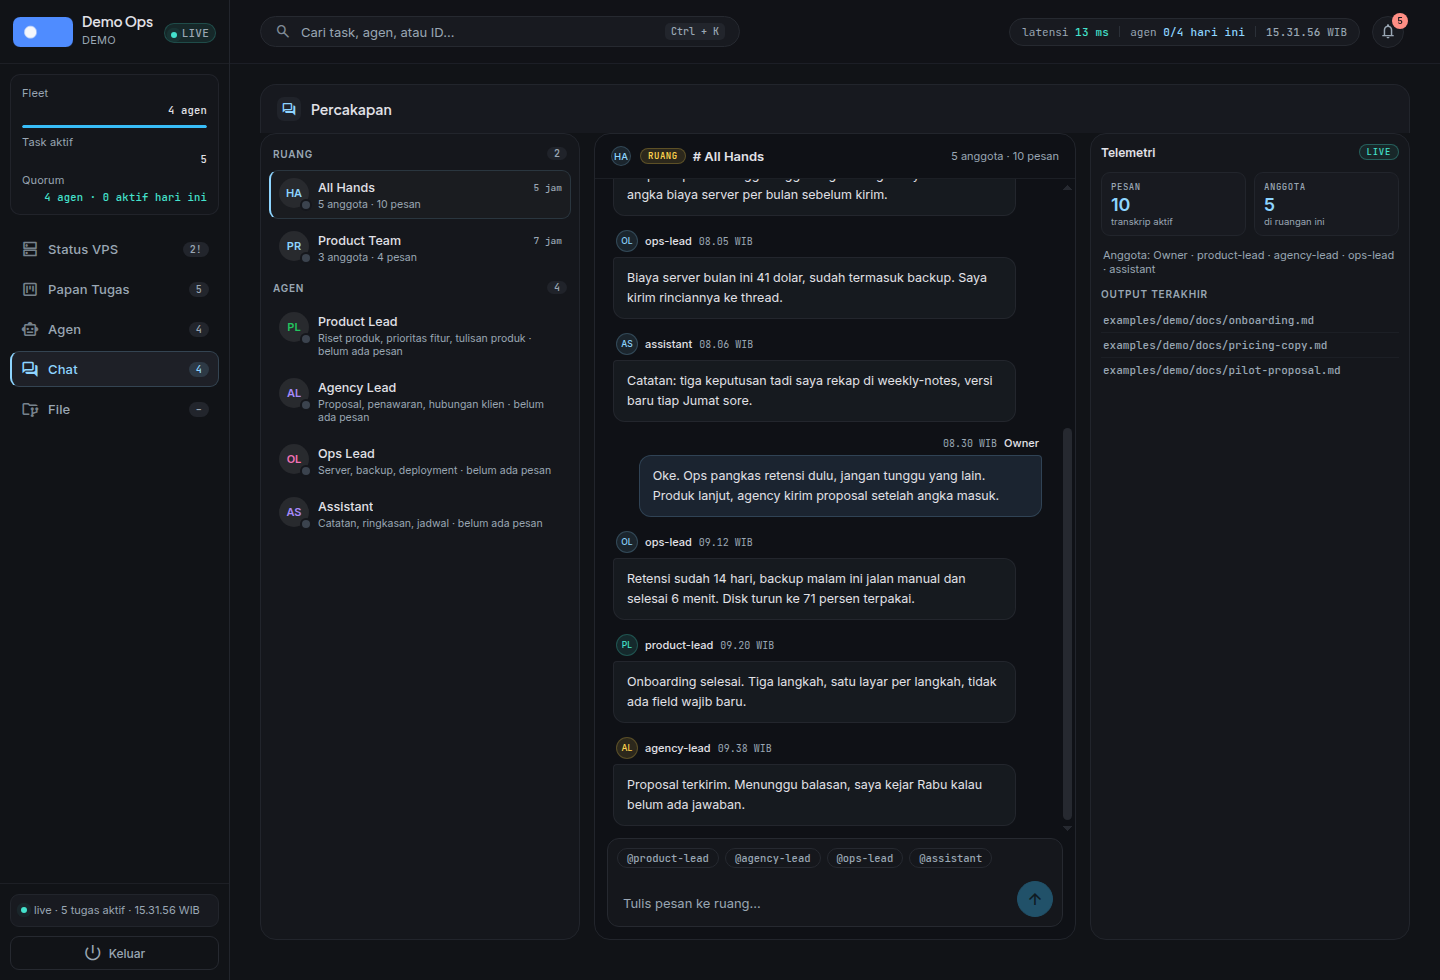 Demo Ops
DEMO
LIVE
Cari task, agen, atau ID...
Ctrl + K
latensi 13 ms
agen 0/4 hari ini
15.31.56 WIB
5
Fleet
4 agen
Task aktif
5
Quorum
4 agen · 0 aktif hari ini
Status VPS
2!
Papan Tugas
5
Agen
4
Chat
4
File
–
live · 5 tugas aktif · 15.31.56 WIB
Keluar
Percakapan
RUANG
2
HA
All Hands
5 jam
5 anggota · 10 pesan
PR
Product Team
7 jam
3 anggota · 4 pesan
AGEN
4
PL
Product Lead
Riset produk, prioritas fitur, tulisan produk ·
belum ada pesan
AL
Agency Lead
Proposal, penawaran, hubungan klien · belum
ada pesan
OL
Ops Lead
Server, backup, deployment · belum ada pesan
AS
Assistant
Catatan, ringkasan, jadwal · belum ada pesan
HA
RUANG
# All Hands
5 anggota · 10 pesan
angka biaya server per bulan sebelum kirim.
OL
ops-lead 08.05 WIB
Biaya server bulan ini 41 dolar, sudah termasuk backup. Saya
kirim rinciannya ke thread.
AS
assistant 08.06 WIB
Catatan: tiga keputusan tadi saya rekap di weekly-notes, versi
baru tiap Jumat sore.
08.30 WIB Owner
Oke. Ops pangkas retensi dulu, jangan tunggu yang lain.
Produk lanjut, agency kirim proposal setelah angka masuk.
OL
ops-lead 09.12 WIB
Retensi sudah 14 hari, backup malam ini jalan manual dan
selesai 6 menit. Disk turun ke 71 persen terpakai.
PL
product-lead 09.20 WIB
Onboarding selesai. Tiga langkah, satu layar per langkah, tidak
ada field wajib baru.
AL
agency-lead 09.38 WIB
Proposal terkirim. Menunggu balasan, saya kejar Rabu kalau
belum ada jawaban.
@product-lead
@agency-lead
@ops-lead
@assistant
Tulis pesan ke ruang...
Telemetri
LIVE
PESAN
10
transkrip aktif
ANGGOTA
5
di ruangan ini
Anggota: Owner · product-lead · agency-lead · ops-lead
· assistant
OUTPUT TERAKHIR
examples/demo/docs/onboarding.md
examples/demo/docs/pricing-copy.md
examples/demo/docs/pilot-proposal.md